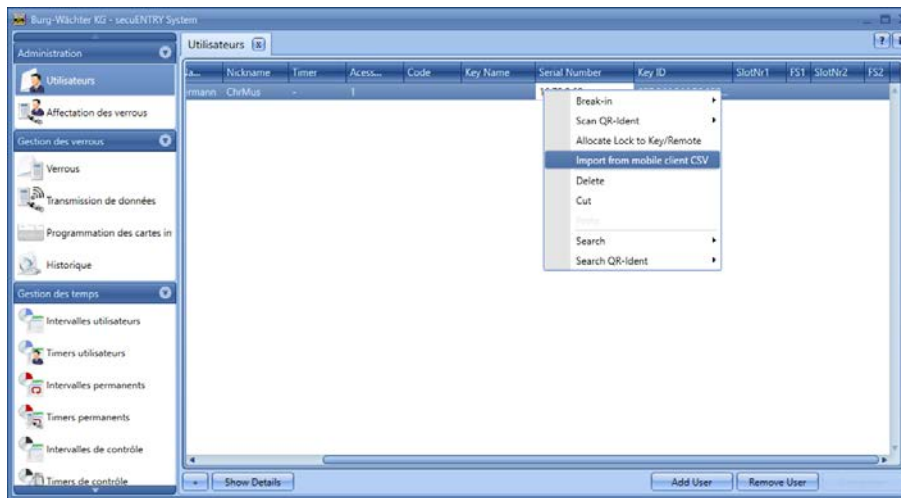 Burg-Wächter KG - secuENTRY System
Administration
Utilisateurs
Affectation des verrous
Gestion des verrous
Verrous
Transmission de données
Programmation des cartes in
Historique
Gestion des temps
Intervalles utilisateurs
Timers utilisateurs
Intervalles permanents
Timers permanents
Intervalles de contrôle
Timers de contrôle
Utilisateurs
Nickname Timer Acess... Code Key Name Serial Number Key ID SlotNr1 FS1 SlotNr2 FS2
ermann ChrMus - 1
Break-in
Scan QR-Ident
Allocate Lock to Key/Remote
Import from mobile client CSV
Delete
Cut
Search
Search QR-Ident
+ Show Details Add User Remove User